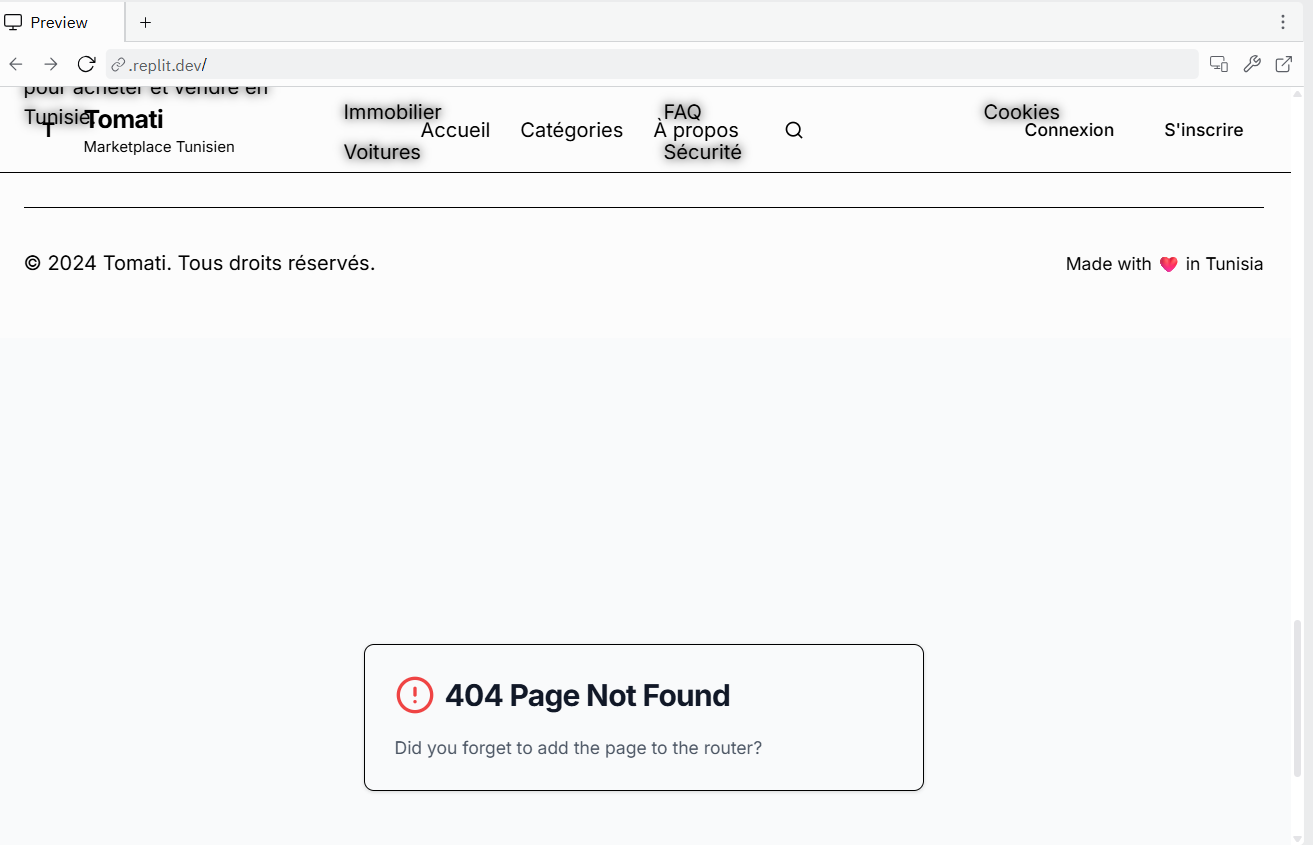 Preview
.replit.dev/
pour acheter et vendre en
Tunisie
T
Tomati
Marketplace Tunisien
Immobilier
Voitures
Accueil
Catégories
FAQ
À propos
Sécurité
Cookies
Connexion
S'inscrire
© 2024 Tomati. Tous droits réservés.
Made with ❤️ in Tunisia
404 Page Not Found
Did you forget to add the page to the router?